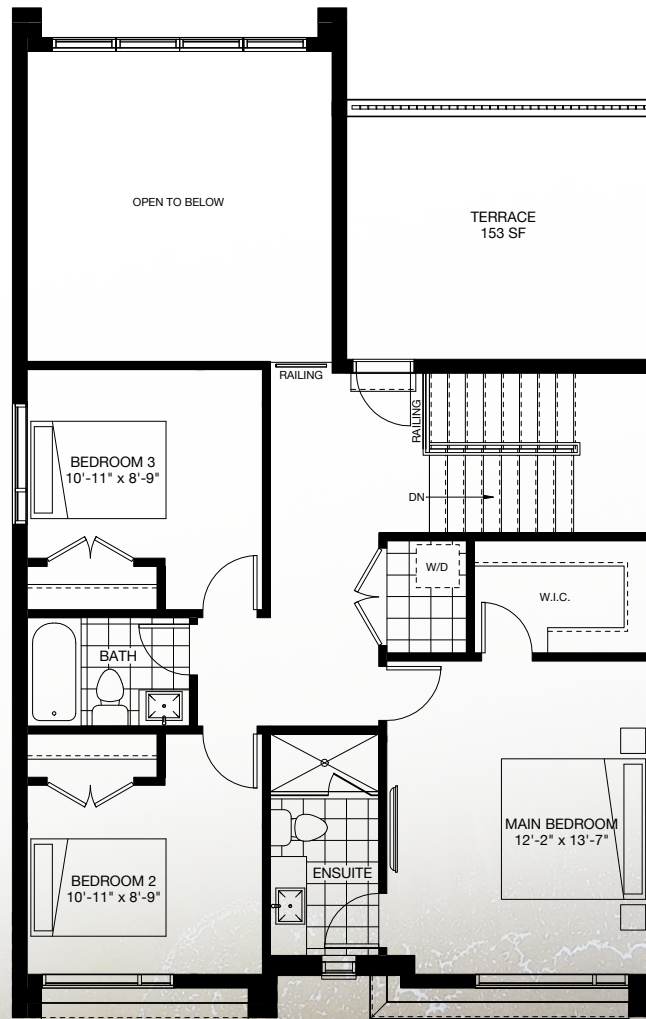 OPEN TO BELOW
TERRACE
153 SF
RAILING
RAILING
BEDROOM 3
10'-11" x 8'-9"
DN
W/D
W.I.C.
BATH
MAIN BEDROOM
12'-2" x 13'-7"
ENSUITE
BEDROOM 2
10'-11" x 8'-9"